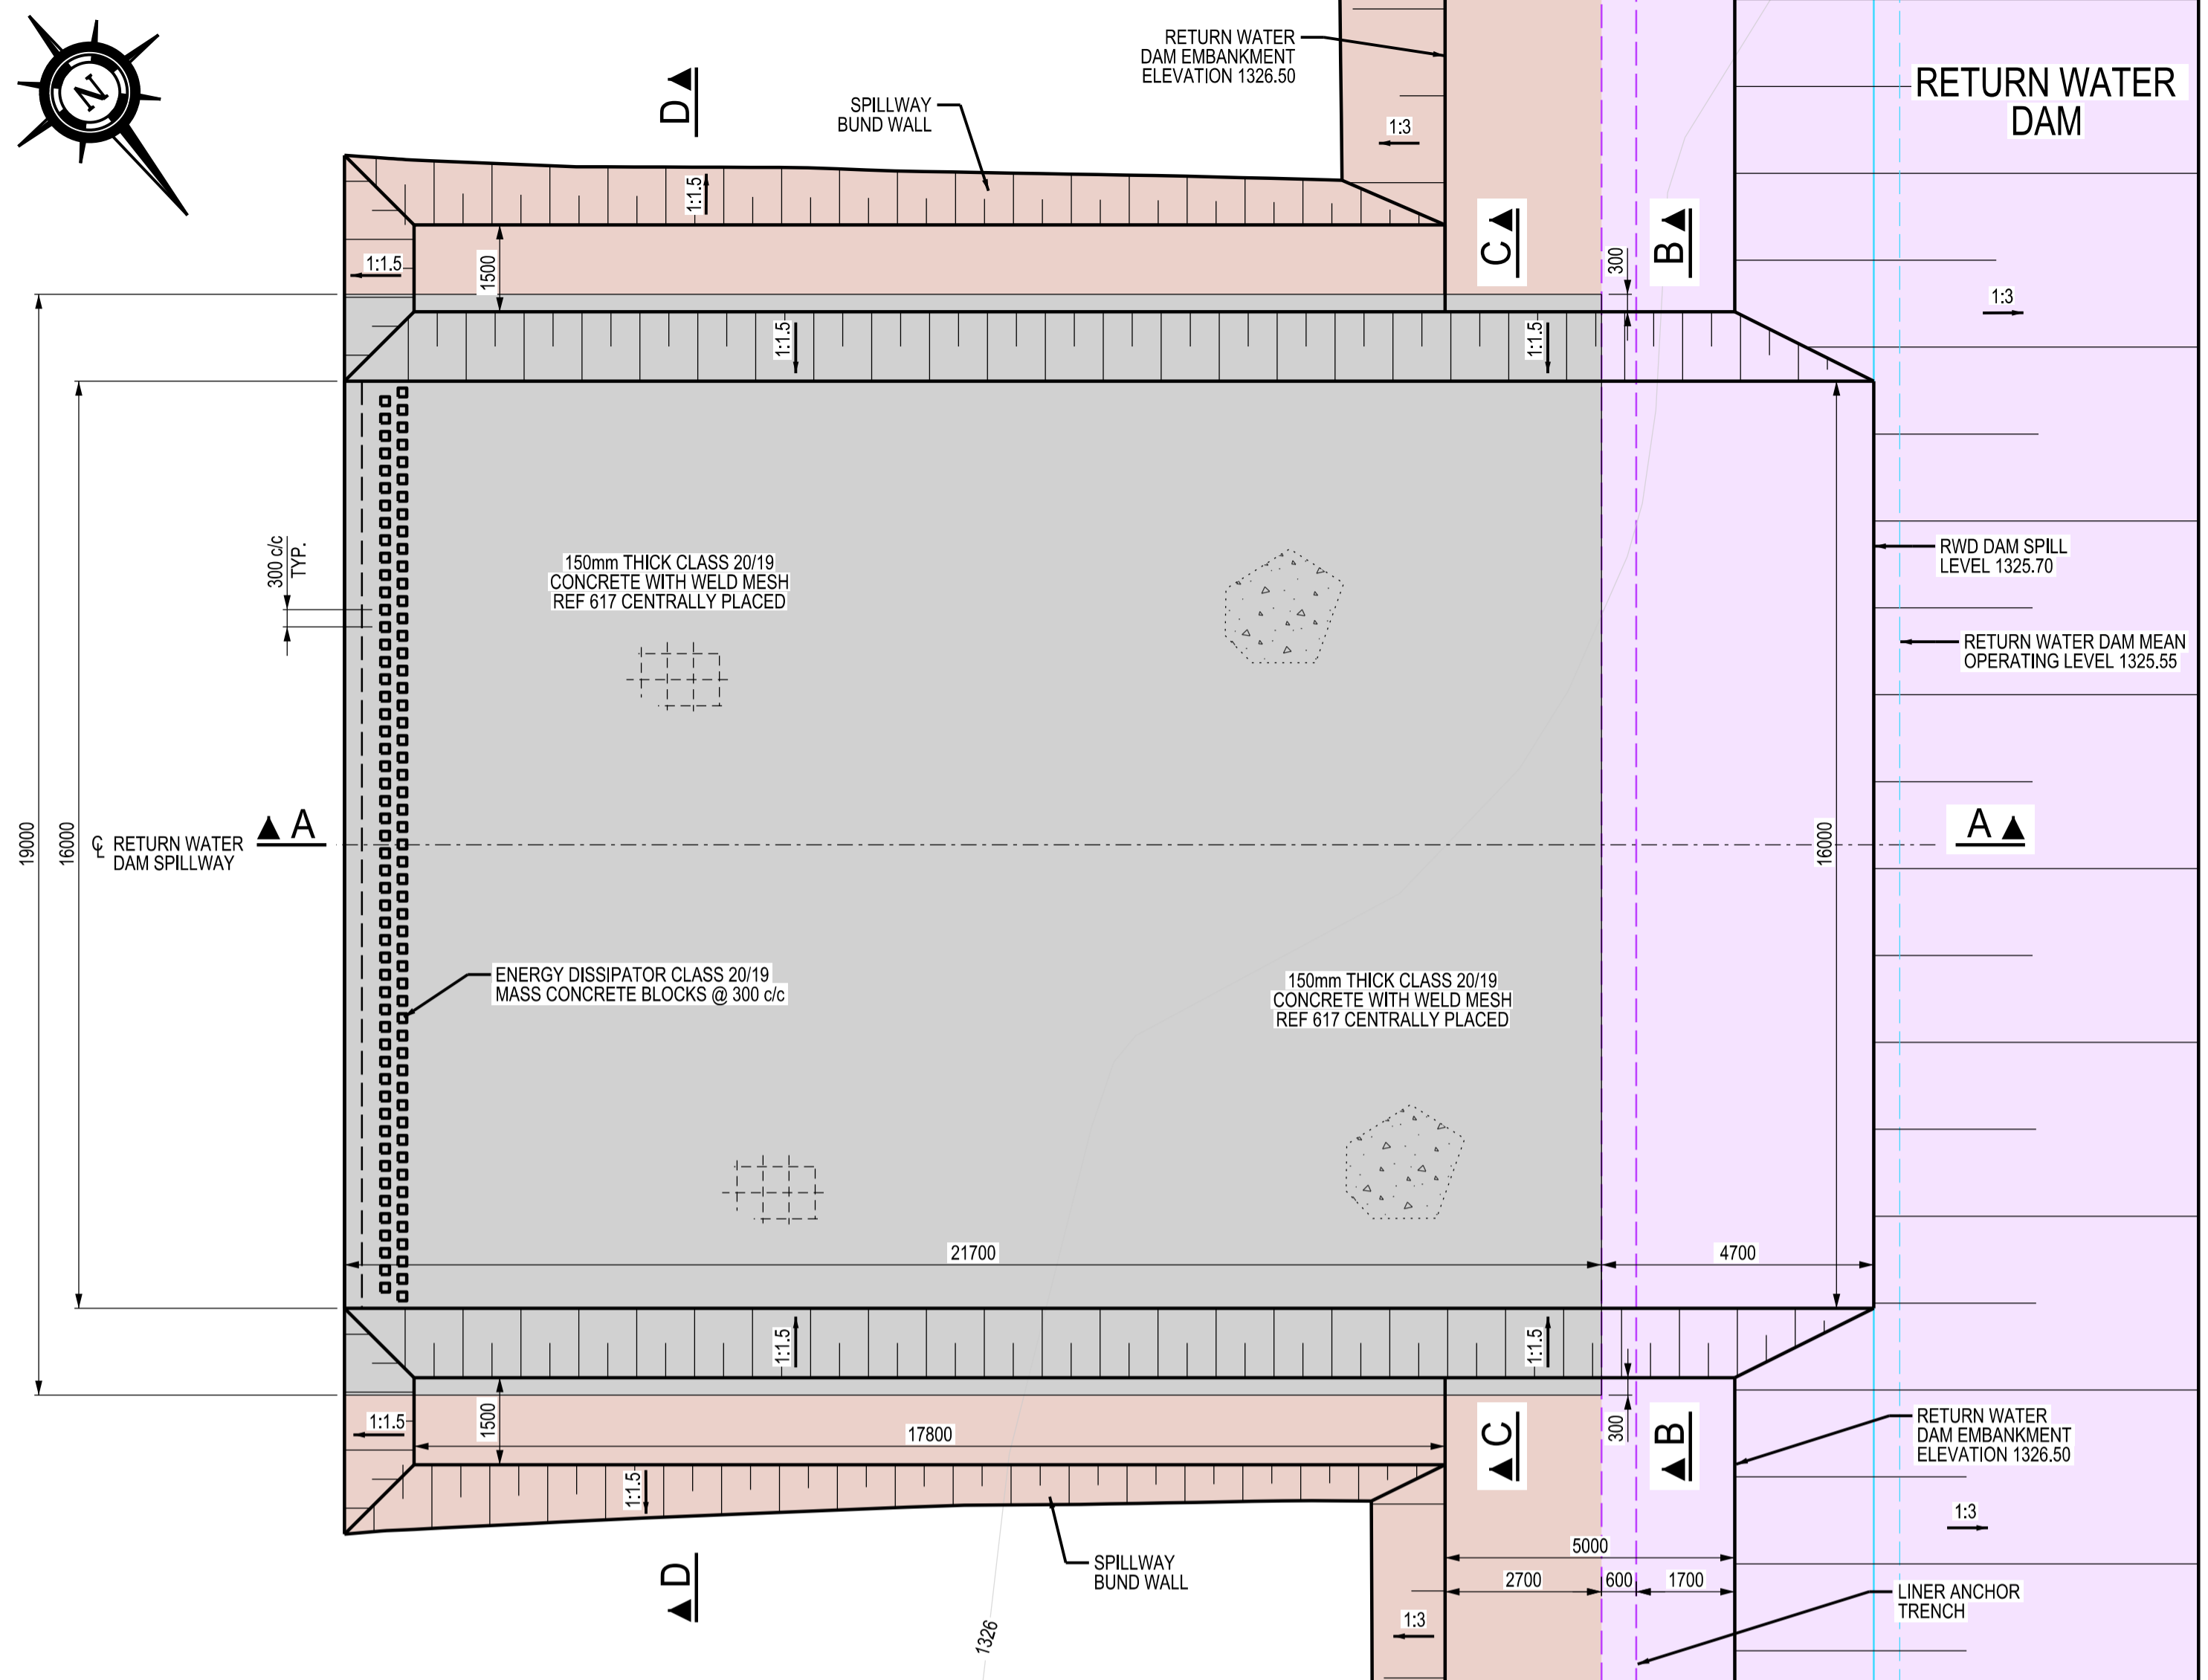 N
RETURN WATER
DAM EMBANKMENT
ELEVATION 1326.50
RETURN WATER
DAM
D
SPILLWAY
BUND WALL
1:3
1:1.5
C
B
1:1.5
1500
300
1:3
1:1.5
1:1.5
300 c/c
TYP.
150mm THICK CLASS 20/19
CONCRETE WITH WELD MESH
REF 617 CENTRALLY PLACED
RWD DAM SPILL
LEVEL 1325.70
RETURN WATER DAM MEAN
OPERATING LEVEL 1325.55
19000
16000
℄ RETURN WATER
DAM SPILLWAY
A
16000
A
ENERGY DISSIPATOR CLASS 20/19
MASS CONCRETE BLOCKS @ 300 c/c
150mm THICK CLASS 20/19
CONCRETE WITH WELD MESH
REF 617 CENTRALLY PLACED
21700
4700
1:1.5
1:1.5
1:1.5
1500
17800
C
300
B
RETURN WATER
DAM EMBANKMENT
ELEVATION 1326.50
1:1.5
1:3
D
SPILLWAY
BUND WALL
5000
2700
600
1700
LINER ANCHOR
TRENCH
1326
1:3